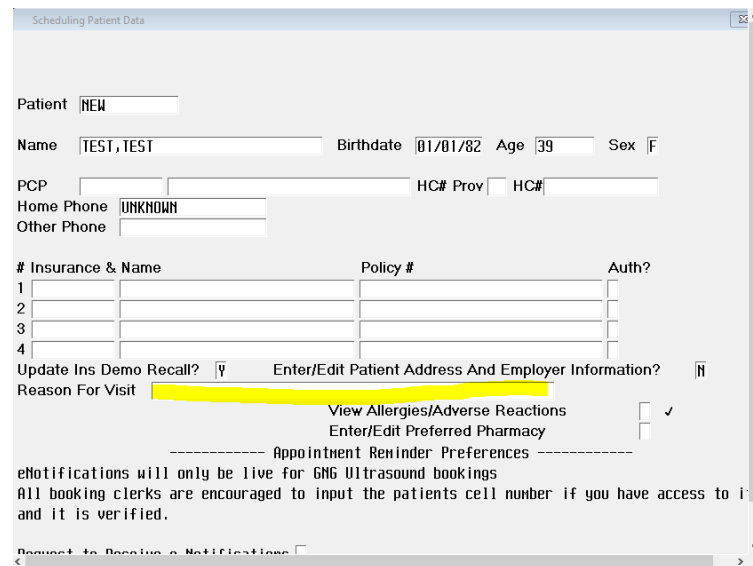 Scheduling Patient Data
Patient NEW
Name TEST,TEST Birthdate 01/01/82 Age 39 Sex F
PCP HC# Prov HC#
Home Phone UNKNOWN
Other Phone
# Insurance & Name Policy # Auth?
1
2
3
4
Update Ins Demo Recall? Y Enter/Edit Patient Address And Employer Information? N
Reason For Visit
View Allergies/Adverse Reactions ✓
Enter/Edit Preferred Pharmacy
------------ Appointment Reminder Preferences ------------
eNotifications will only be live for GNG Ultrasound bookings
All booking clerks are encouraged to input the patients cell number if you have access to
and it is verified.
Request to Receive e Notifications